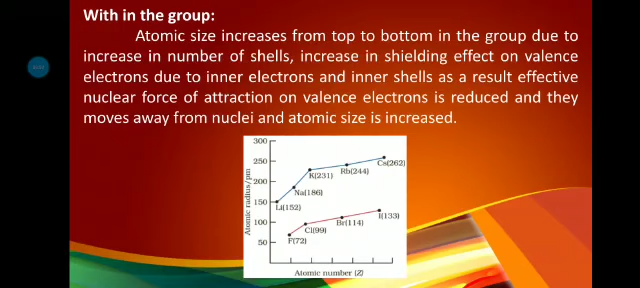 With in the group:
Atomic size increases from top to bottom in the group due to
increase in number of shells, increase in shielding effect on valence
electrons due to inner electrons and inner shells as a result effective
nuclear force of attraction on valence electrons is reduced and they
moves away from nuclei and atomic size is increased.
300
250
200
150
100
50
Atomic radius/pm
Cs(262)
Rb(244)
K(231)
Na(186)
Li(152)
I(133)
Br(114)
Cl(99)
F(72)
Atomic number (Z)